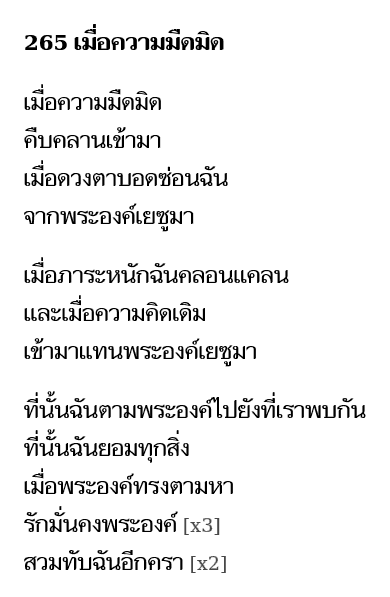 265 เมื่อความมืดมิด
เมื่อความมืดมิด
คืบคลานเข้ามา
เมื่อดวงตาบอดซ่อนฉัน
จากพระองค์เยซูมา
เมื่อภาระหนักฉันคลอนแคลน
และเมื่อความคิดเดิม
เข้ามาแทนพระองค์เยซูมา
ที่นั้นฉันตามพระองค์ไปยังที่เราพบกัน
ที่นั้นฉันยอมทุกสิ่ง
เมื่อพระองค์ทรงตามหา
รักมั่นคงพระองค์ [x3]
สวมทับฉันอีกครา [x2]